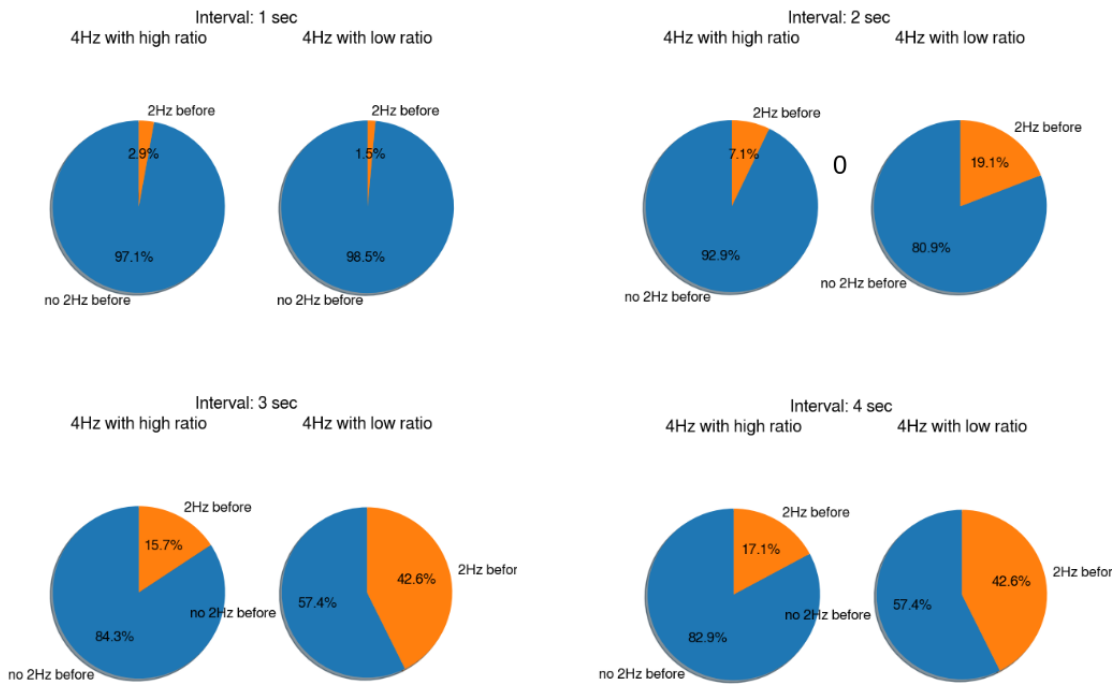 Interval: 1 sec
4Hz with high ratio
4Hz with low ratio
2Hz before
2.9%
97.1%
no 2Hz before
2Hz before
1.5%
98.5%
no 2Hz before
Interval: 2 sec
4Hz with high ratio
4Hz with low ratio
2Hz before
7.1%
92.9%
no 2Hz before
0
2Hz before
19.1%
80.9%
no 2Hz before
Interval: 3 sec
4Hz with high ratio
4Hz with low ratio
2Hz before
15.7%
84.3%
no 2Hz before
2Hz befor
42.6%
57.4%
no 2Hz before
Interval: 4 sec
4Hz with high ratio
4Hz with low ratio
2Hz before
17.1%
82.9%
no 2Hz before
2Hz befor
42.6%
57.4%
no 2Hz before